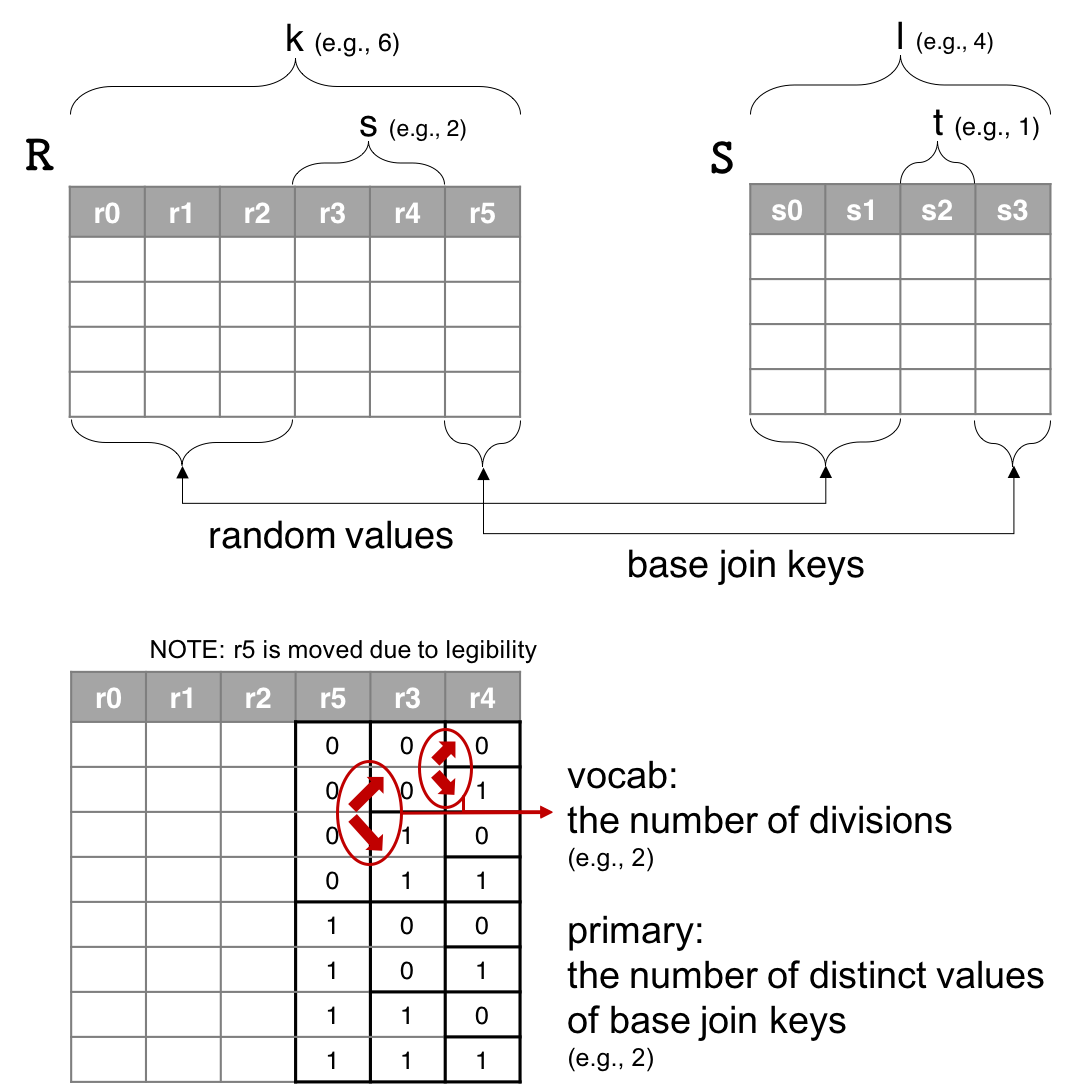 k (e.g., 6)
l (e.g., 4)
s (e.g., 2)
t (e.g., 1)
R
S
r0 r1 r2 r3 r4 r5
s0 s1 s2 s3
random values
base join keys
NOTE: r5 is moved due to legibility
r0 r1 r2 r5 r3 r4
0 0 0
0 0 1
0 1 0
0 1 1
1 0 0
1 0 1
1 1 0
1 1 1
vocab:
the number of divisions
(e.g., 2)
primary:
the number of distinct values
of base join keys
(e.g., 2)